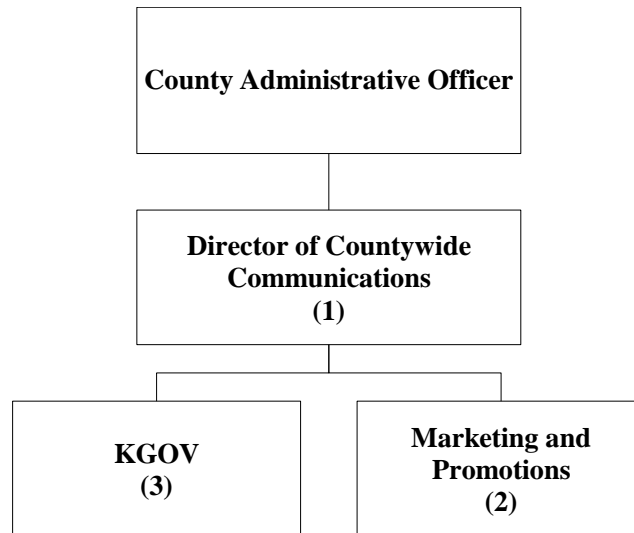 County Administrative Officer
Director of Countywide
Communications
(1)
KGOV
(3)
Marketing and
Promotions
(2)